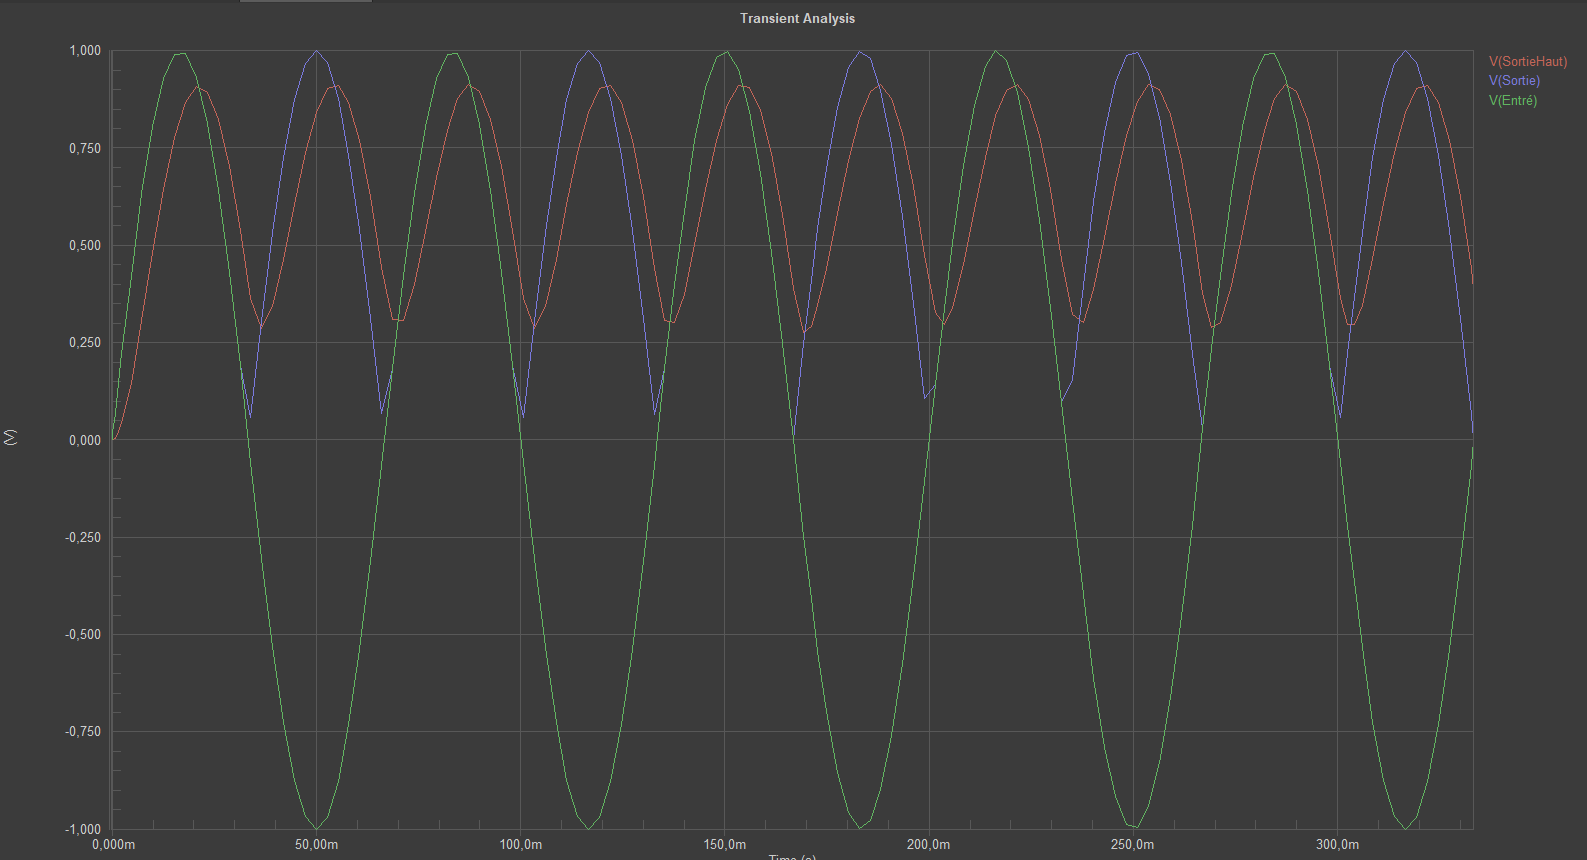 Transient Analysis
V(SortieHaut)
V(Sortie)
V(Entré)
1,000
0,750
0,500
0,250
0,000
-0,250
-0,500
-0,750
-1,000
(V)
0,000m 50,00m 100,0m 150,0m 200,0m 250,0m 300,0m
Time (s)